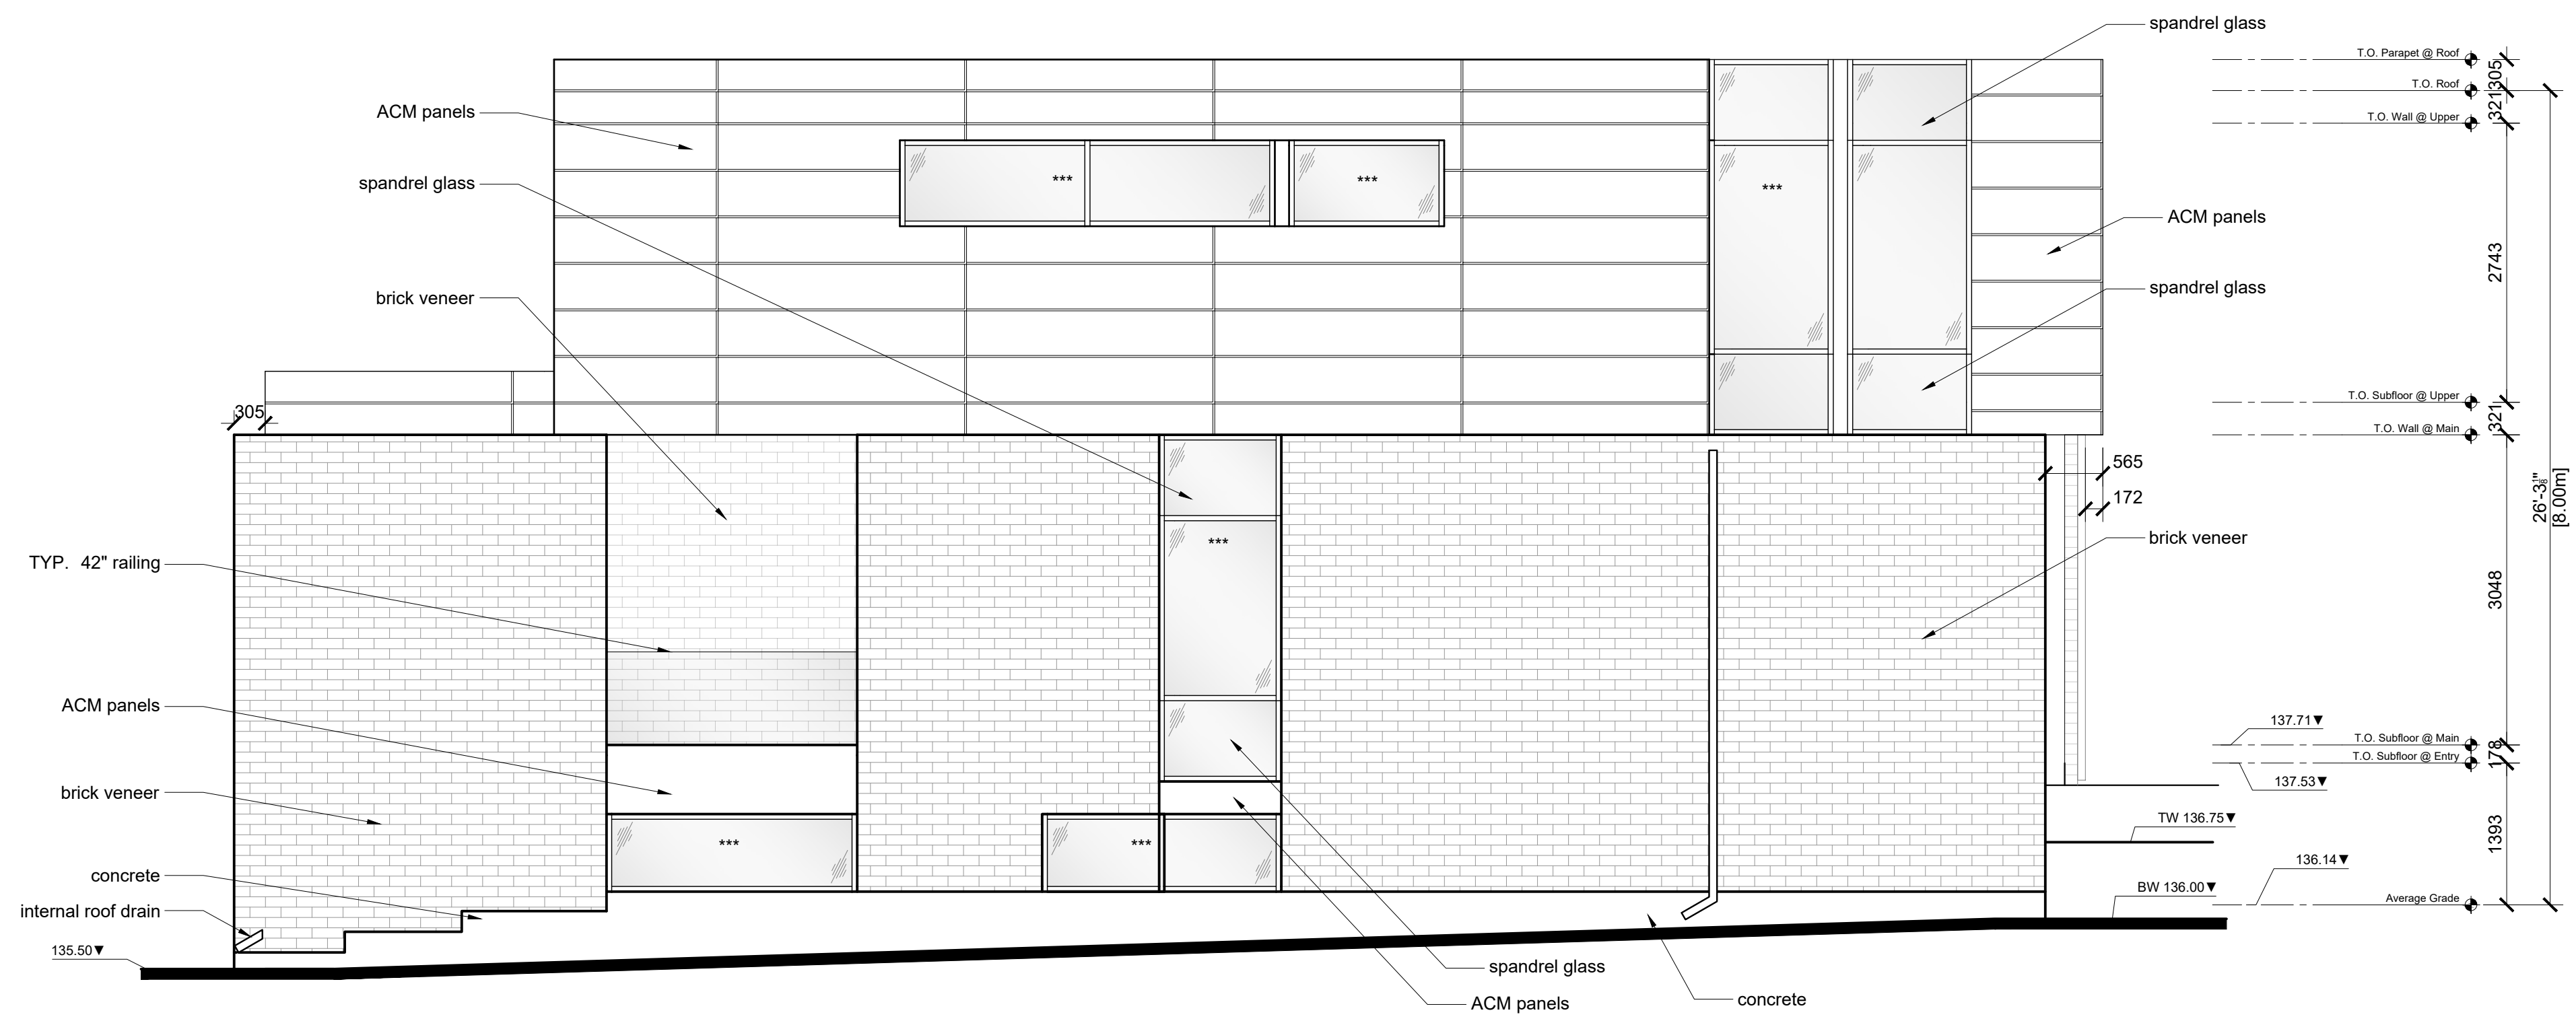 spandrel glass
T.O. Parapet @ Roof
305
T.O. Roof
321
T.O. Wall @ Upper
ACM panels
spandrel glass
***
***
***
ACM panels
2743
brick veneer
spandrel glass
T.O. Subfloor @ Upper
305
321
T.O. Wall @ Main
565
172
26'-3⅛"
[8.00m]
***
brick veneer
TYP. 42" railing
3048
ACM panels
137.71▼
T.O. Subfloor @ Main
178
T.O. Subfloor @ Entry
137.53▼
brick veneer
TW 136.75▼
1393
***
***
136.14▼
concrete
BW 136.00▼
Average Grade
internal roof drain
135.50▼
spandrel glass
ACM panels
concrete